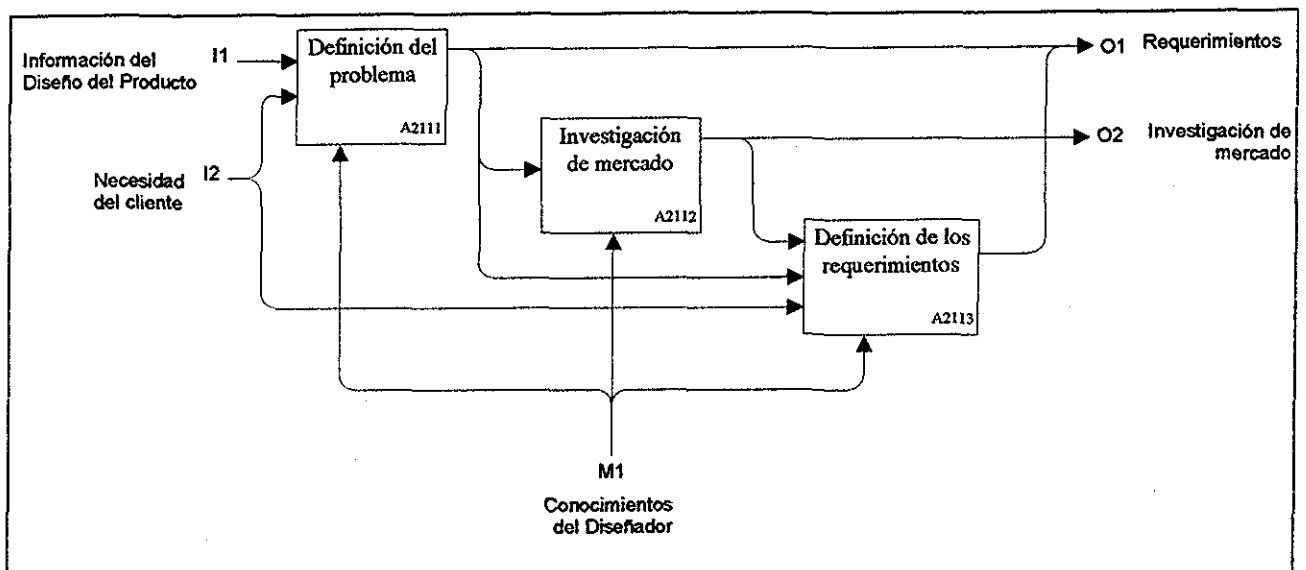 Información del
Diseño del Producto
I1
Definición del
problema
A2111
O1
Requerimientos
Necesidad
del cliente
I2
Investigación
de mercado
A2112
O2
Investigación de
mercado
Definición de los
requerimientos
A2113
M1
Conocimientos
del Diseñador